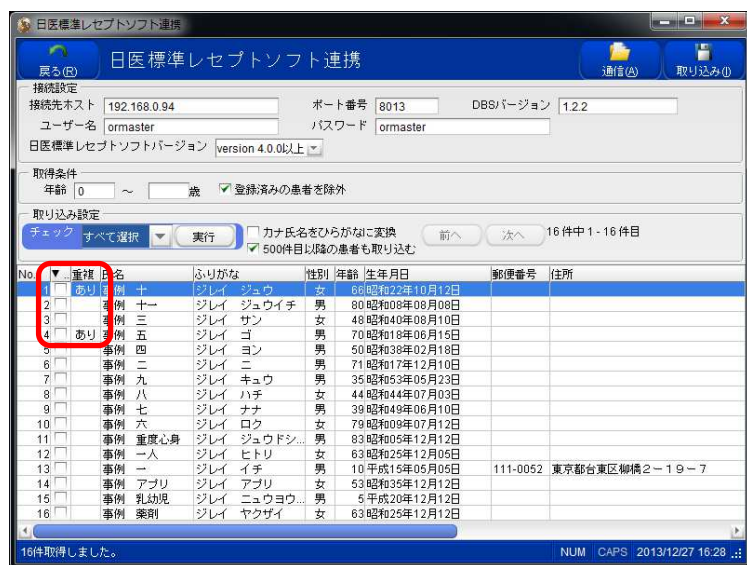 日医標準レセプトソフト連携
戻る(R) 日医標準レセプトソフト連携 通信(A) 取り込み(I)
接続設定
接続先ホスト 192.168.0.94 ポート番号 8013 DBSバージョン 1.2.2
ユーザー名 ormaster パスワード ormaster
日医標準レセプトソフトバージョン version 4.0.0以上
取得条件
年齢 0 ～ 歳 登録済みの患者を除外
取り込み設定
チェック すべて選択 実行 カナ氏名をひらがなに変換 前へ 次へ 16件中1-16件目
500件目以降の患者も取り込む
No. ▼... 重複 氏名 ふりがな 性別 年齢 生年月日 郵便番号 住所
1 あり 事例 十 ジレイ ジュウ 女 66 昭和22年10月12日
2 事例 十一 ジレイ ジュウイチ 男 80 昭和08年08月08日
3 事例 三 ジレイ サン 女 48 昭和40年08月10日
4 あり 事例 五 ジレイ ゴ 男 70 昭和18年06月15日
5 事例 四 ジレイ ヨン 男 50 昭和38年02月18日
6 事例 二 ジレイ ニ 男 71 昭和17年12月10日
7 事例 九 ジレイ キュウ 男 35 昭和53年05月23日
8 事例 八 ジレイ ハチ 女 44 昭和44年07月03日
9 事例 七 ジレイ ナナ 男 39 昭和49年06月10日
10 事例 六 ジレイ ロク 女 79 昭和09年07月12日
11 事例 重度心身 ジレイ ジュウドシ... 男 83 昭和05年12月12日
12 事例 一人 ジレイ ヒトリ 女 63 昭和25年12月05日
13 事例 一 ジレイ イチ 男 10 平成15年05月05日 111-0052 東京都台東区柳橋2－19－7
14 事例 アブリ ジレイ アブリ 女 53 昭和35年12月12日
15 事例 乳幼児 ジレイ ニュウヨウ... 男 5 平成20年12月12日
16 事例 薬剤 ジレイ ヤクザイ 女 63 昭和25年12月12日
16件取得しました。 NUM CAPS 2013/12/27 16:28